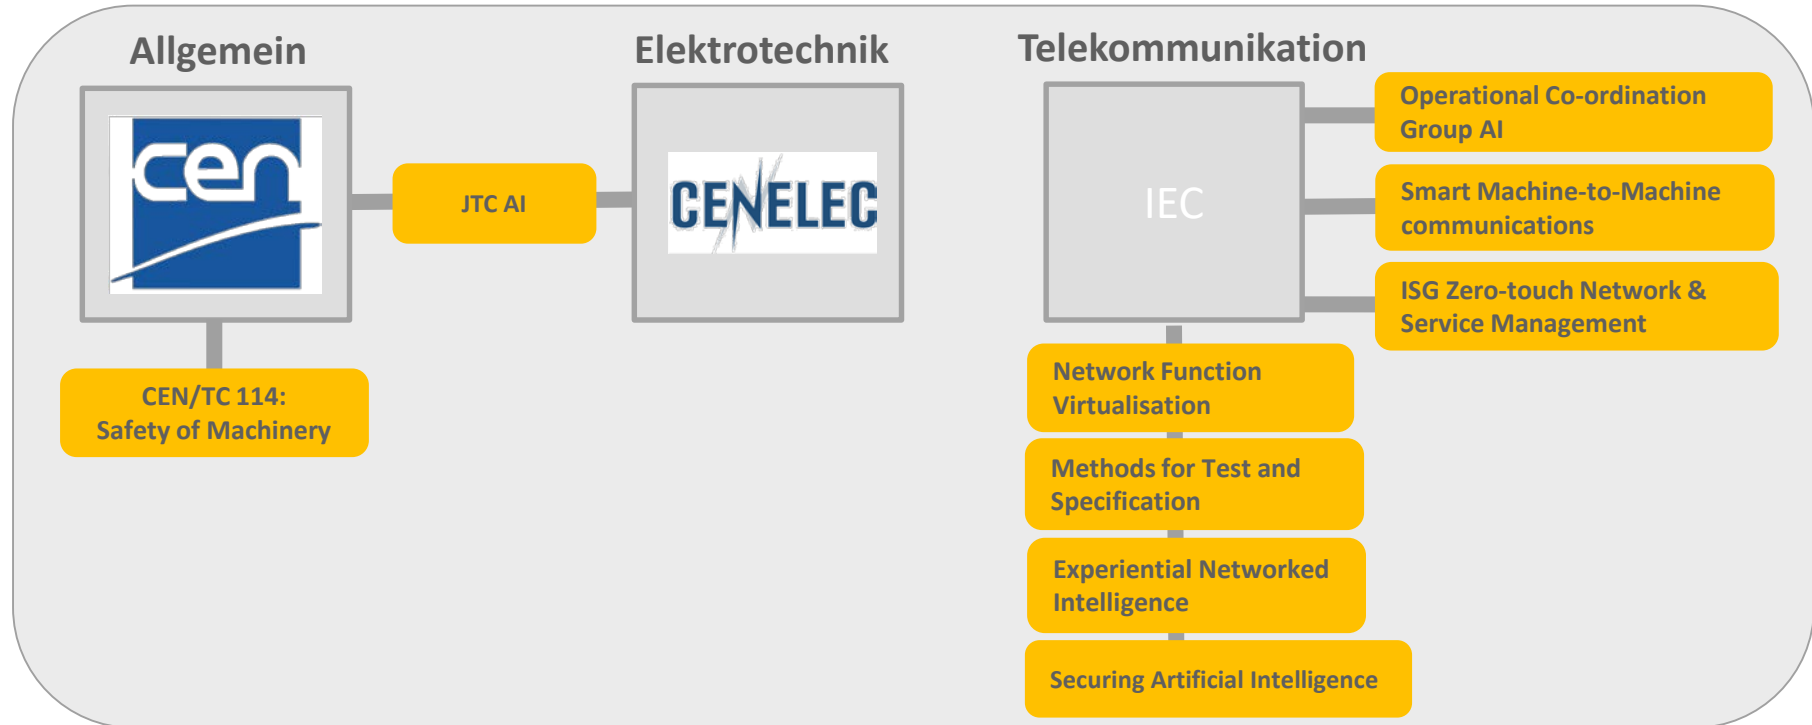 Allgemein
Elektrotechnik
Telekommunikation
cen
JTC AI
CENELEC
IEC
Operational Co-ordination
Group AI
Smart Machine-to-Machine
communications
ISG Zero-touch Network &
Service Management
CEN/TC 114:
Safety of Machinery
Network Function
Virtualisation
Methods for Test and
Specification
Experiential Networked
Intelligence
Securing Artificial Intelligence